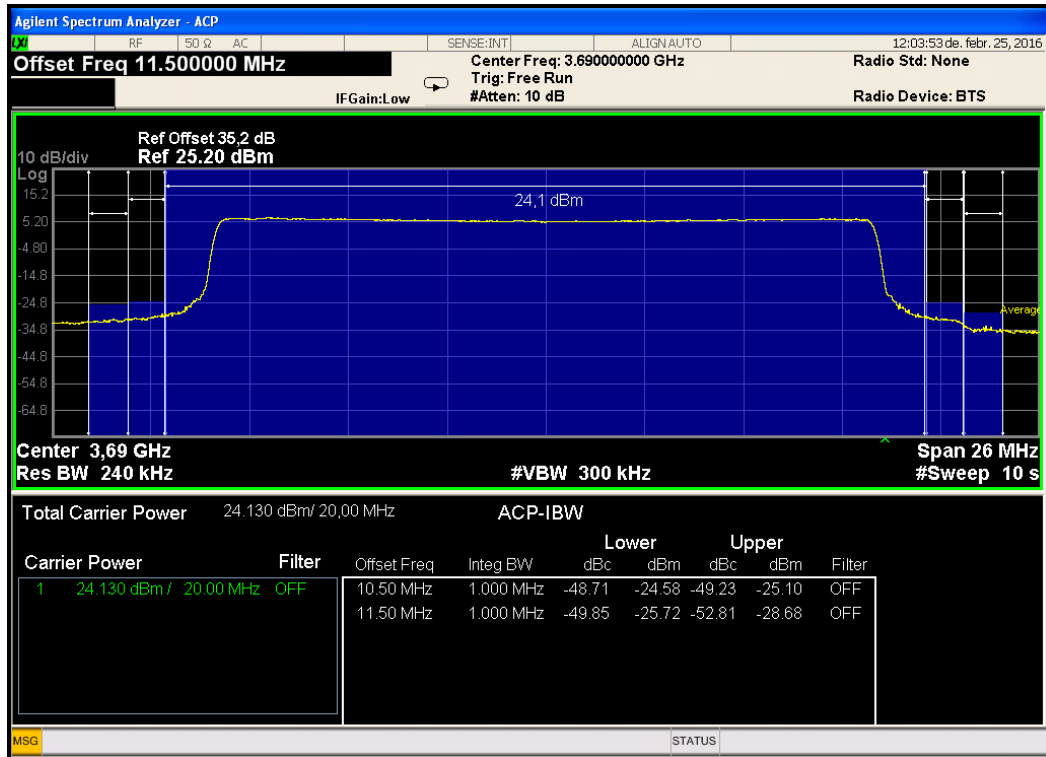 Agilent Spectrum Analyzer - ACP
LXI RF 50 Ω AC SENSE:INT ALIGN AUTO 12:03:53 de. febr. 25, 2016
Offset Freq 11.500000 MHz
Center Freq: 3.690000000 GHz
Radio Std: None
Trig: Free Run
IFGain:Low
#Atten: 10 dB
Radio Device: BTS
Ref Offset 35,2 dB
10 dB/div Ref 25.20 dBm
Log
15.2
24,1 dBm
5.20
-4.80
-14.8
-24.8
Average
-34.8
-44.8
-54.8
-64.8
Center 3,69 GHz Span 26 MHz
Res BW 240 kHz #VBW 300 kHz #Sweep 10 s
Total Carrier Power 24.130 dBm/ 20,00 MHz ACP-IBW
Lower Upper
Carrier Power Filter Offset Freq Integ BW dBc dBm dBc dBm Filter
1 24.130 dBm / 20.00 MHz OFF 10.50 MHz 1.000 MHz -48.71 -24.58 -49.23 -25.10 OFF
11.50 MHz 1.000 MHz -49.85 -25.72 -52.81 -28.68 OFF
MSG STATUS